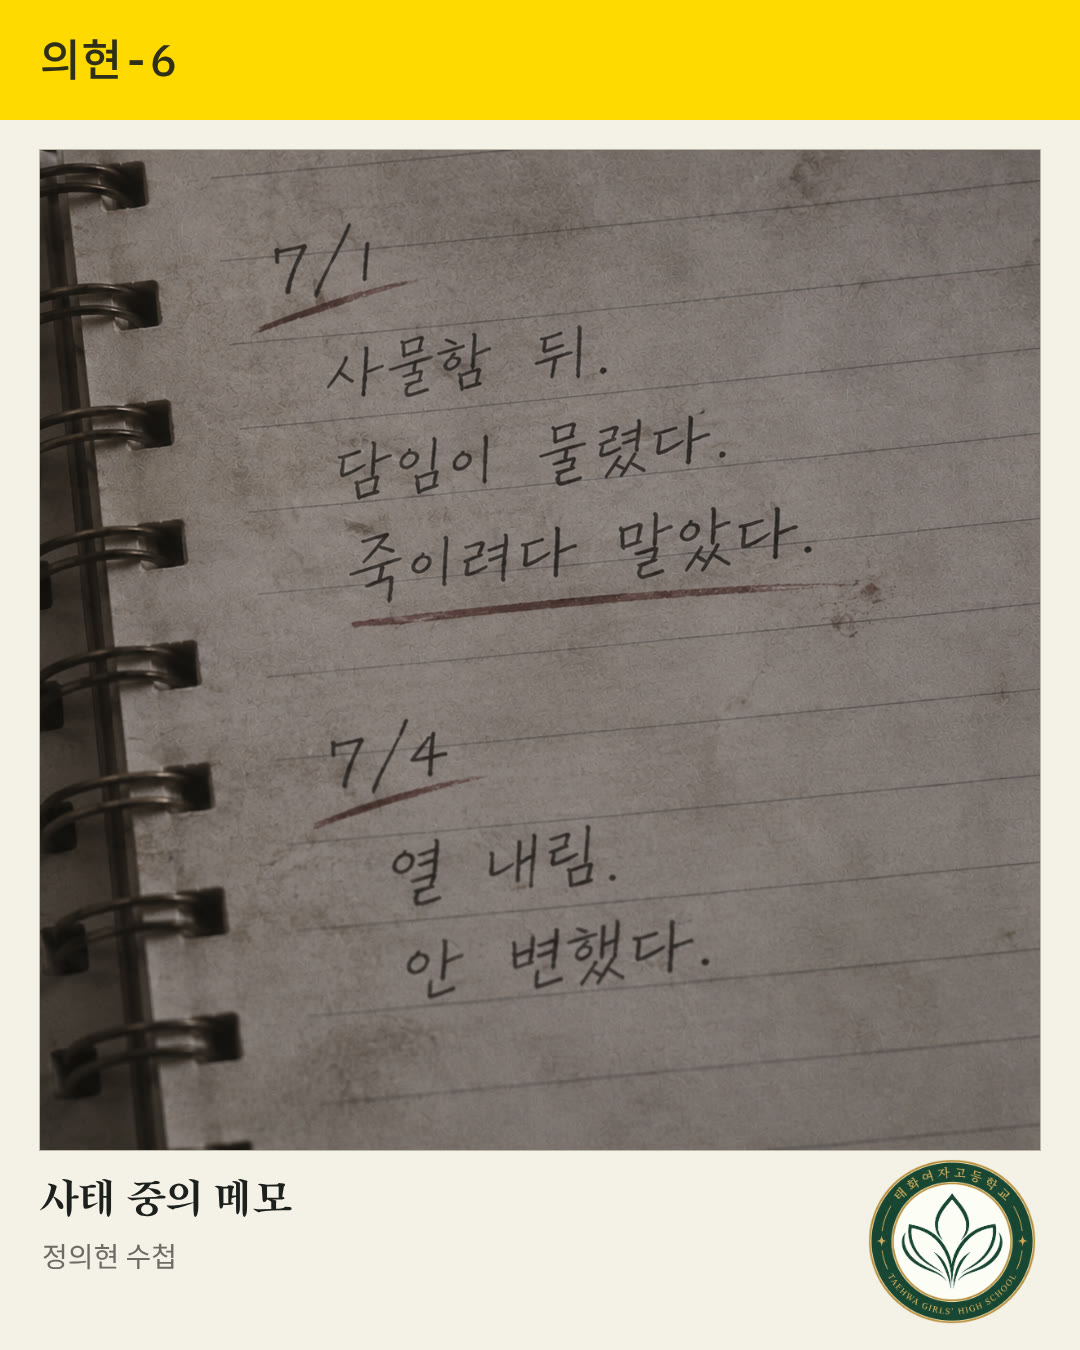 의현-6
7/1
사물함 뒤.
담임이 물렸다.
죽이려다 말았다.
7/4
열 내림.
안 변했다.
사태 중의 메모
정의현 수첩
태화여자고등학교
TAEHWA GIRLS' HIGH SCHOOL